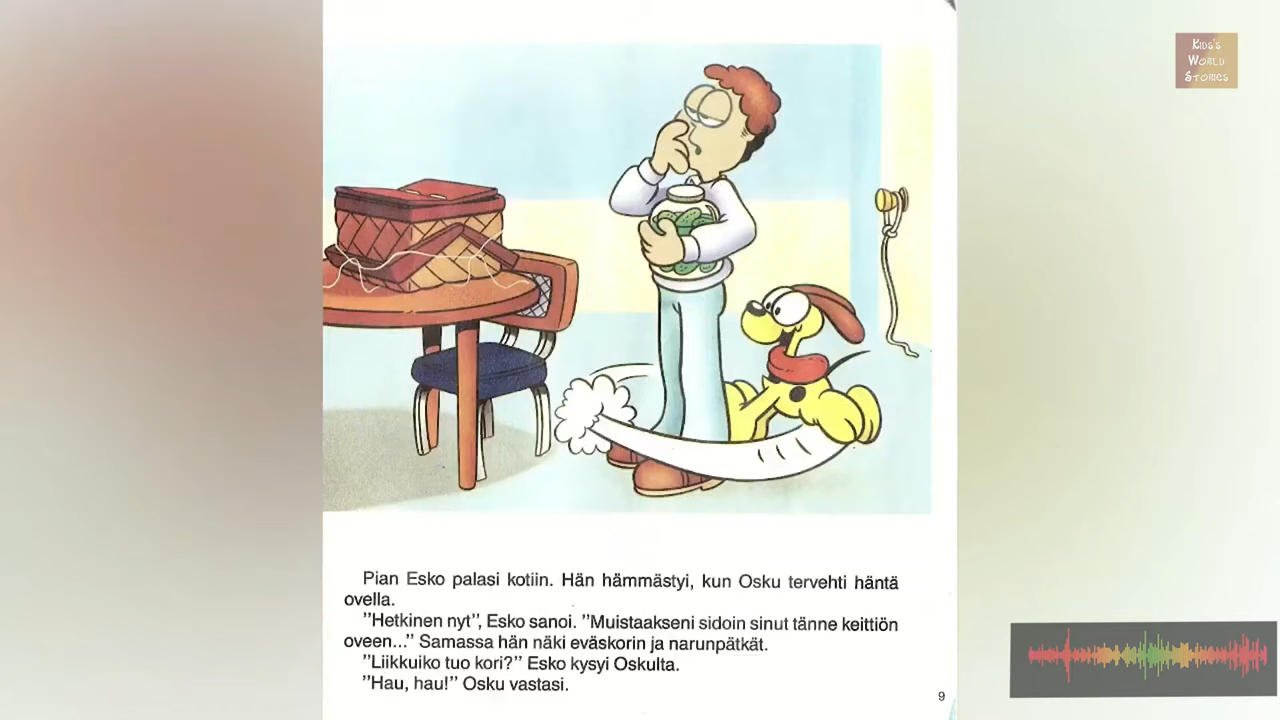 Kids's
World
Stories
Pian Esko palasi kotiin. Hän hämmästyi, kun Osku tervehti häntä
ovella.
”Hetkinen nyt”, Esko sanoi. ”Muistaakseni sidoin sinut tänne keittiön
oveen...” Samassa hän näki eväskorin ja narunpätkät.
”Liikkuiko tuo kori?” Esko kysyi Oskulta.
”Hau, hau!” Osku vastasi.
9